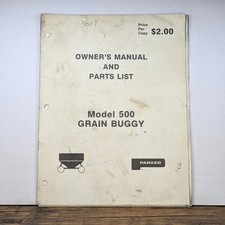 Price
Per
Copy $2.00
OWNER'S MANUAL
AND
PARTS LIST
Model 500
GRAIN BUGGY
PARKER